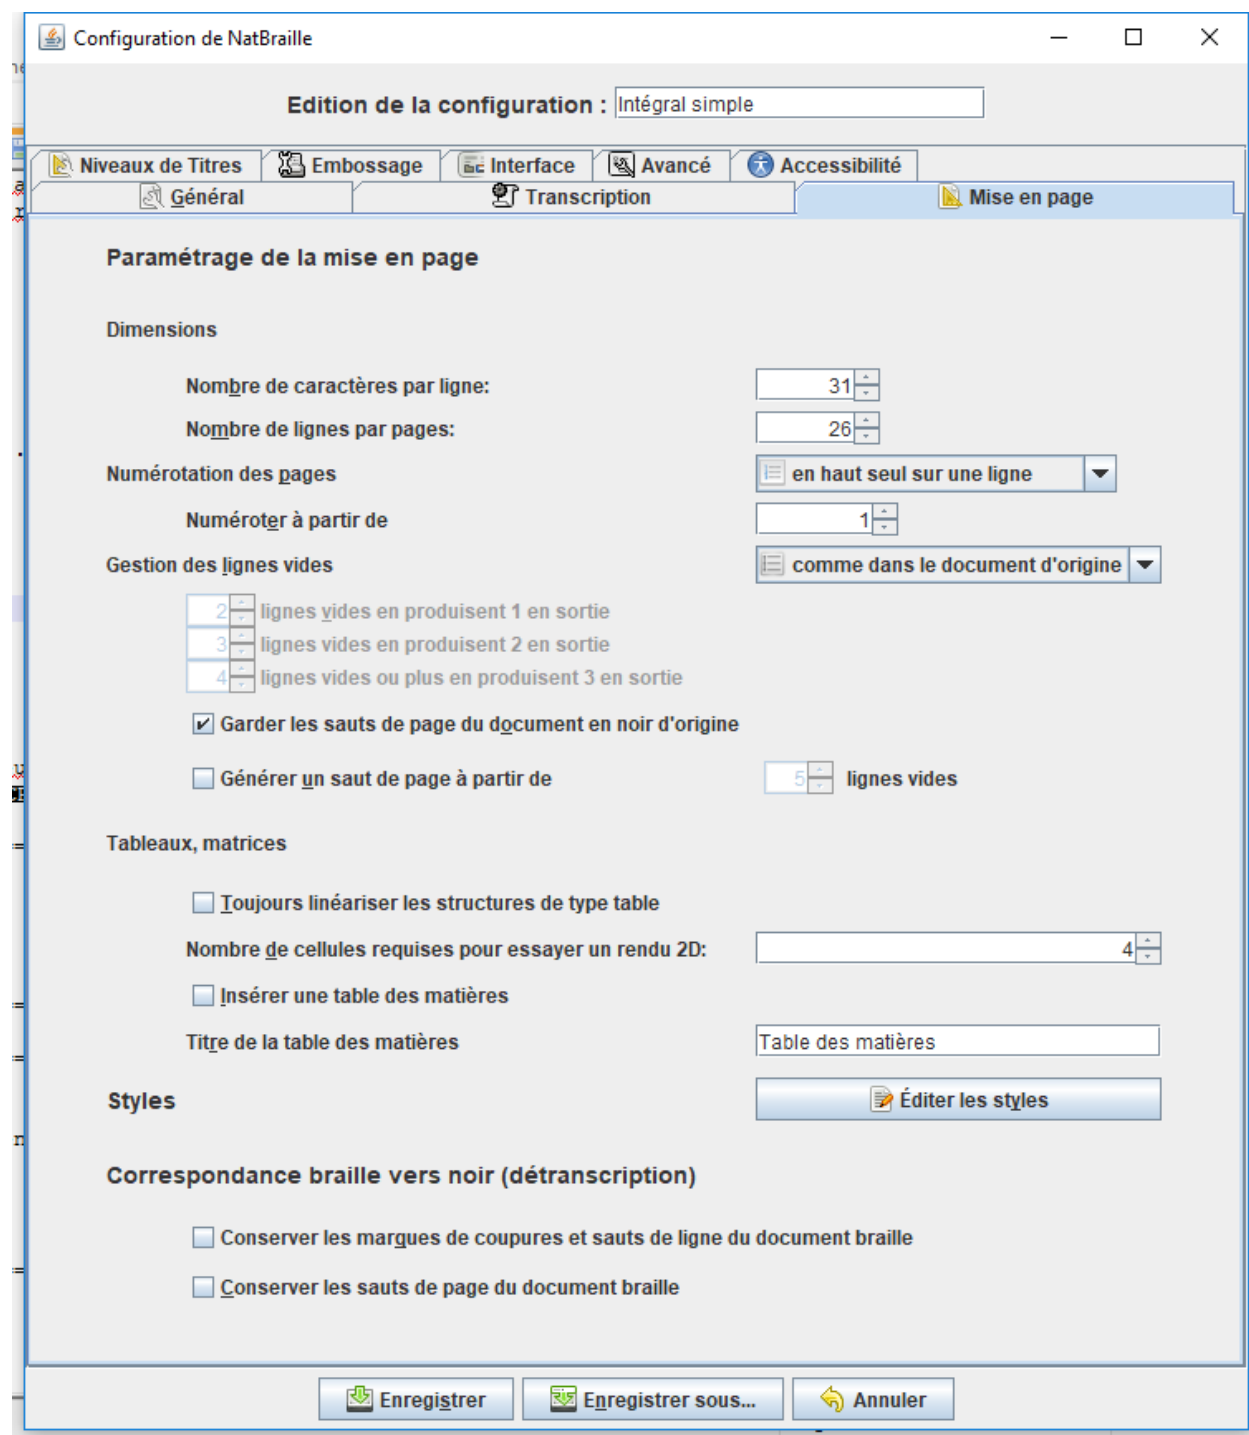 Configuration de NatBraille
Edition de la configuration : Intégral simple
Niveaux de Titres Embossage Interface Avancé Accessibilité
Général Transcription Mise en page
Paramétrage de la mise en page
Dimensions
Nombre de caractères par ligne: 31
Nombre de lignes par pages: 26
Numérotation des pages en haut seul sur une ligne
Numéroter à partir de 1
Gestion des lignes vides comme dans le document d'origine
2 lignes vides en produisent 1 en sortie
3 lignes vides en produisent 2 en sortie
4 lignes vides ou plus en produisent 3 en sortie
Garder les sauts de page du document en noir d'origine
Générer un saut de page à partir de 5 lignes vides
Tableaux, matrices
Toujours linéariser les structures de type table
Nombre de cellules requises pour essayer un rendu 2D: 4
Insérer une table des matières
Titre de la table des matières Table des matières
Styles Éditer les styles
Correspondance braille vers noir (détranscription)
Conserver les marques de coupures et sauts de ligne du document braille
Conserver les sauts de page du document braille
Enregistrer Enregistrer sous... Annuler